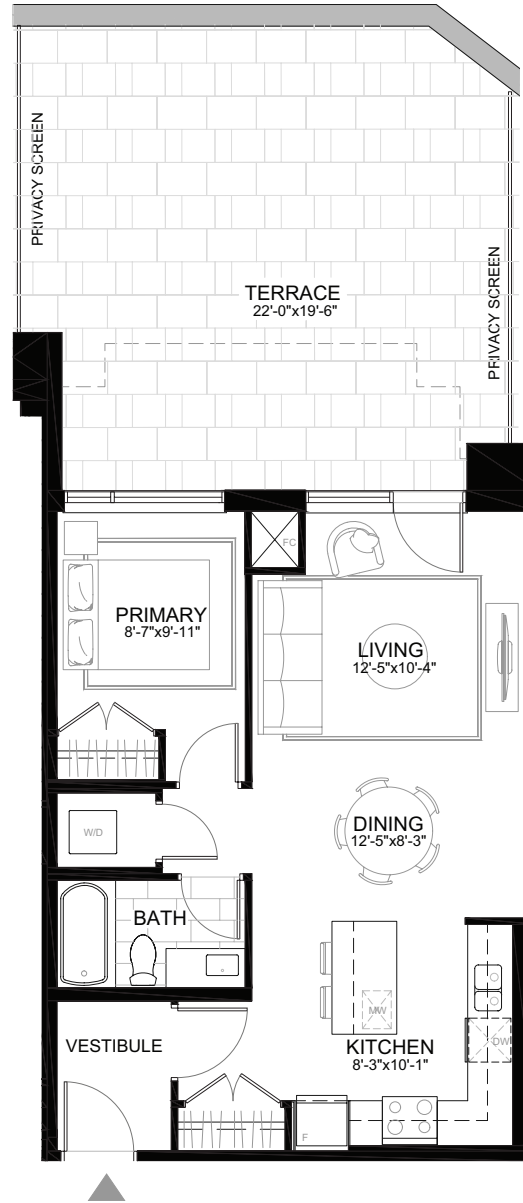 PRIVACY SCREEN
TERRACE
22'-0"x19'-6"
PRIVACY SCREEN
FC
PRIMARY
8'-7"x9'-11"
LIVING
12'-5"x10'-4"
W/D
DINING
12'-5"x8'-3"
BATH
MW
DW
VESTIBULE
KITCHEN
8'-3"x10'-1"
F